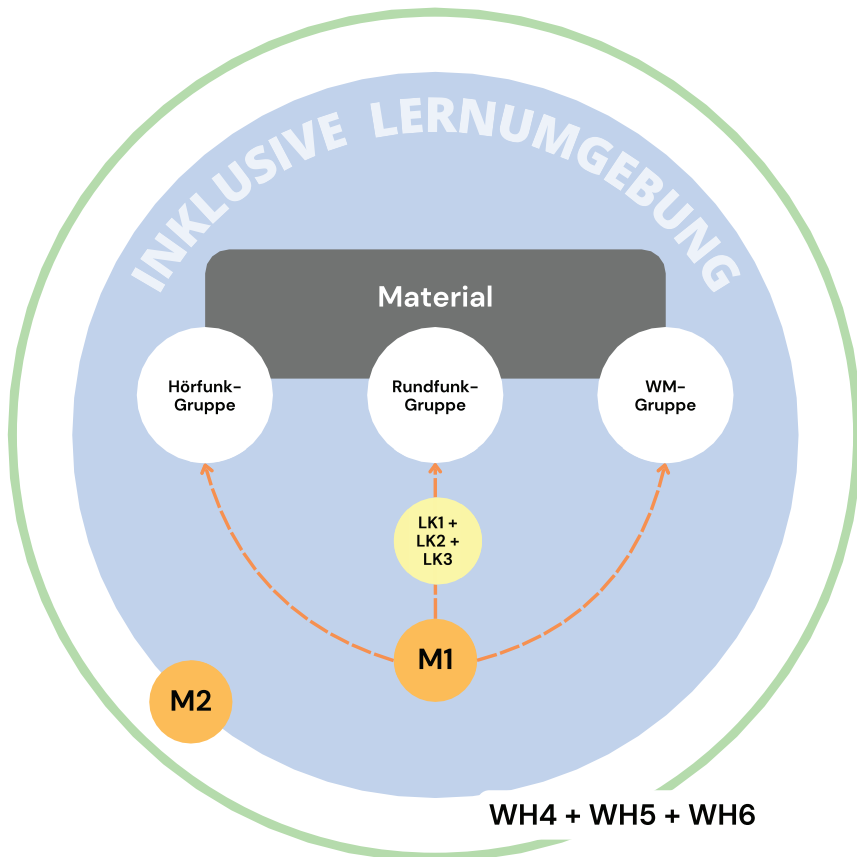 INKLUSIVE LERNUMGEBUNG
Material
Hörfunk-
Gruppe
Rundfunk-
Gruppe
WM-
Gruppe
LK1 +
LK2 +
LK3
M1
M2
WH4 + WH5 + WH6